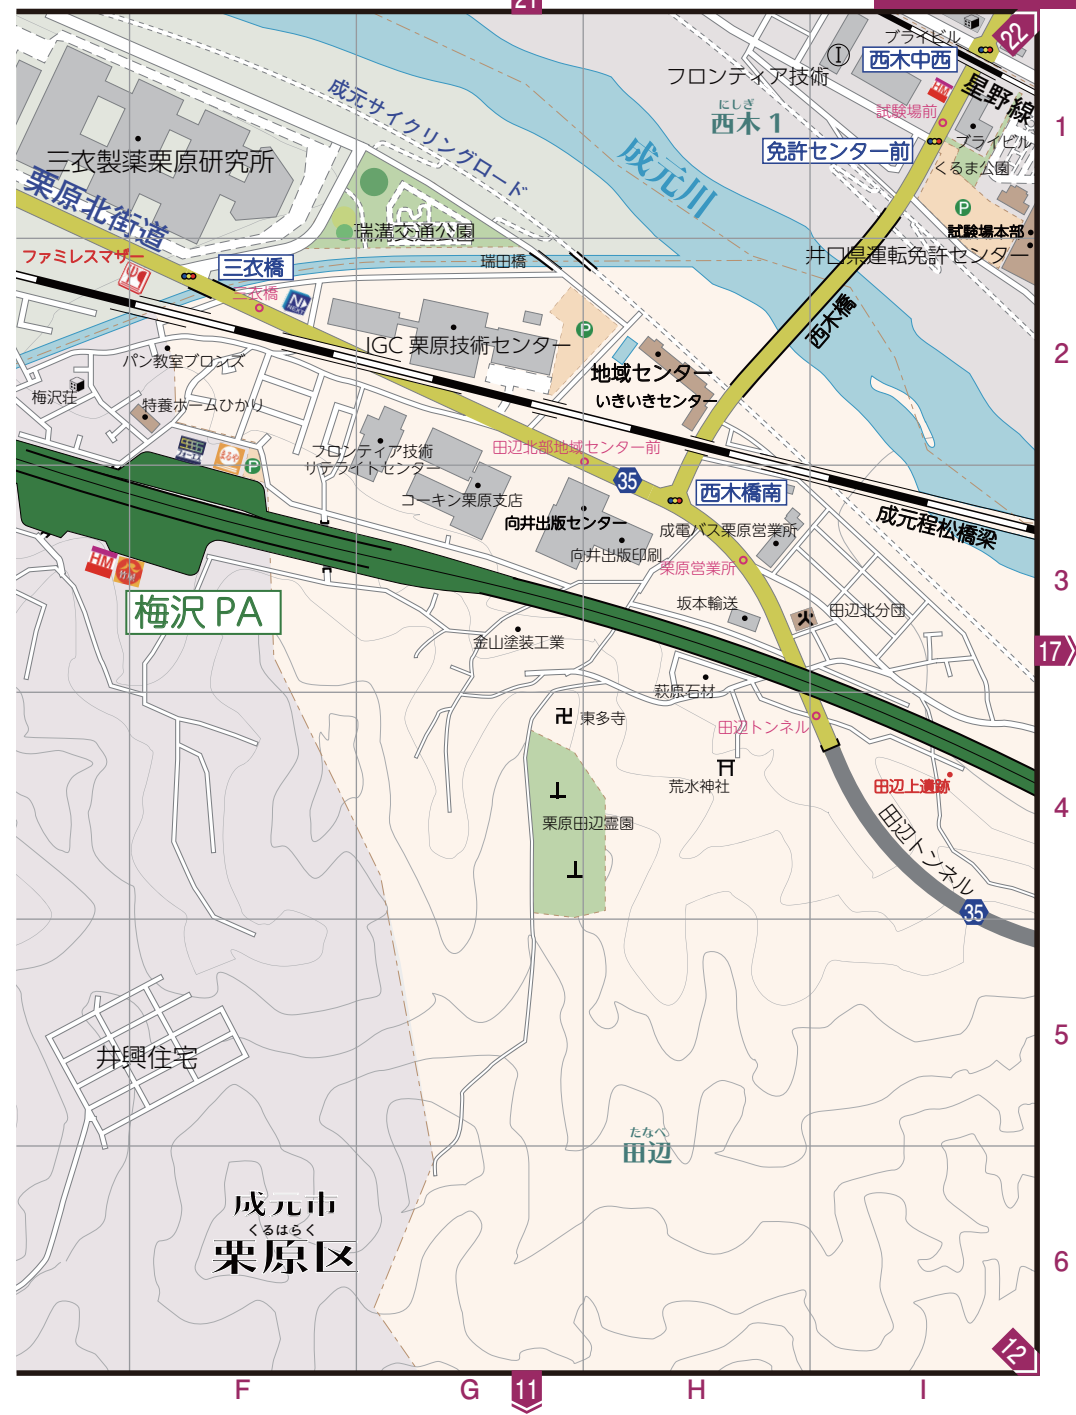 21
22
ブライビル
西木中西
フロンティア技術
星野線
HM
試験場前
にしぎ
西木1
1
成元サイクリングロード
成元川
免許センター前
ブライビル
くるま公園
三衣製薬栗原研究所
栗原北街道
P
瑞溝交通公園
試験場本部
井口県運転免許センター
ファミレスマザー
三衣橋
瑞田橋
三衣橋
N
NEXT
西木橋
P
IGC 栗原技術センター
2
パン教室ブロンズ
地域センター
いきいきセンター
梅沢荘
特養ホームひかり
フロンティア技術
リテライトセンター
田辺北部地域センター前
まるや
P
35
西木橋南
コーキン栗原支店
成元程松橋梁
向井出版センター
成電バス栗原営業所
向井出版印刷
栗原営業所
HM
3
梅沢 PA
坂本輸送
田辺北分団
金山塗装工業
17
萩原石材
東多寺
田辺トンネル
荒水神社
田辺上遺跡
4
栗原田辺霊園
田辺トンネル
35
井興住宅
5
たなべ
田辺
成元市
くるはらく
栗原区
6
12
F
G
11
H
I